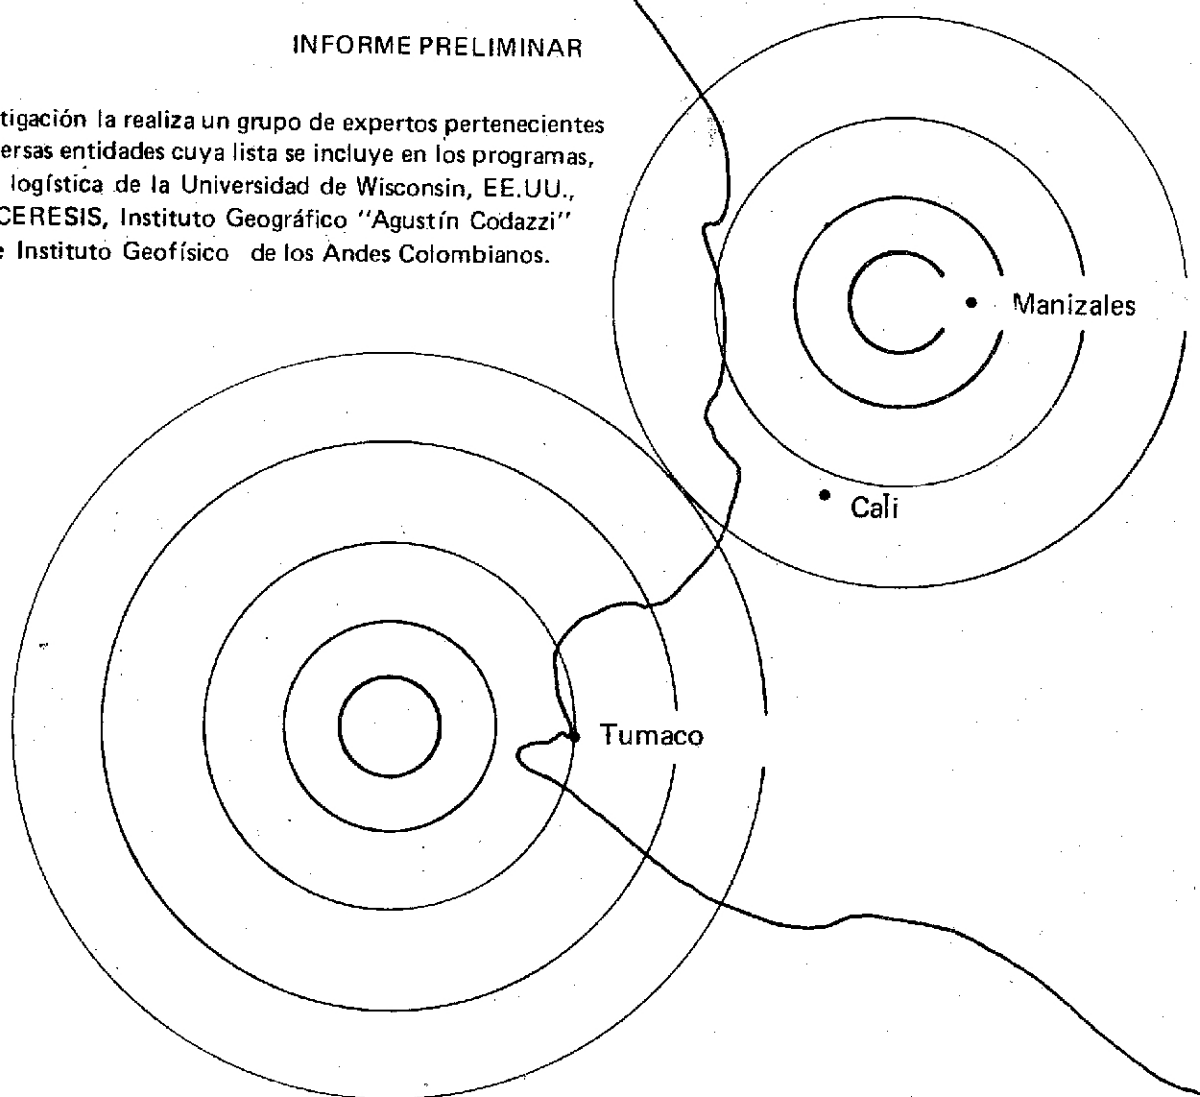 INFORME PRELIMINAR
tigación la realiza un grupo de expertos pertenecientes
ersas entidades cuya lista se incluye en los programas,
logística de la Universidad de Wisconsin, EE.UU.,
CERESIS, Instituto Geográfico "Agustín Codazzi"
e Instituto Geofísico de los Andes Colombianos.
Manizales
Cali
Tumaco